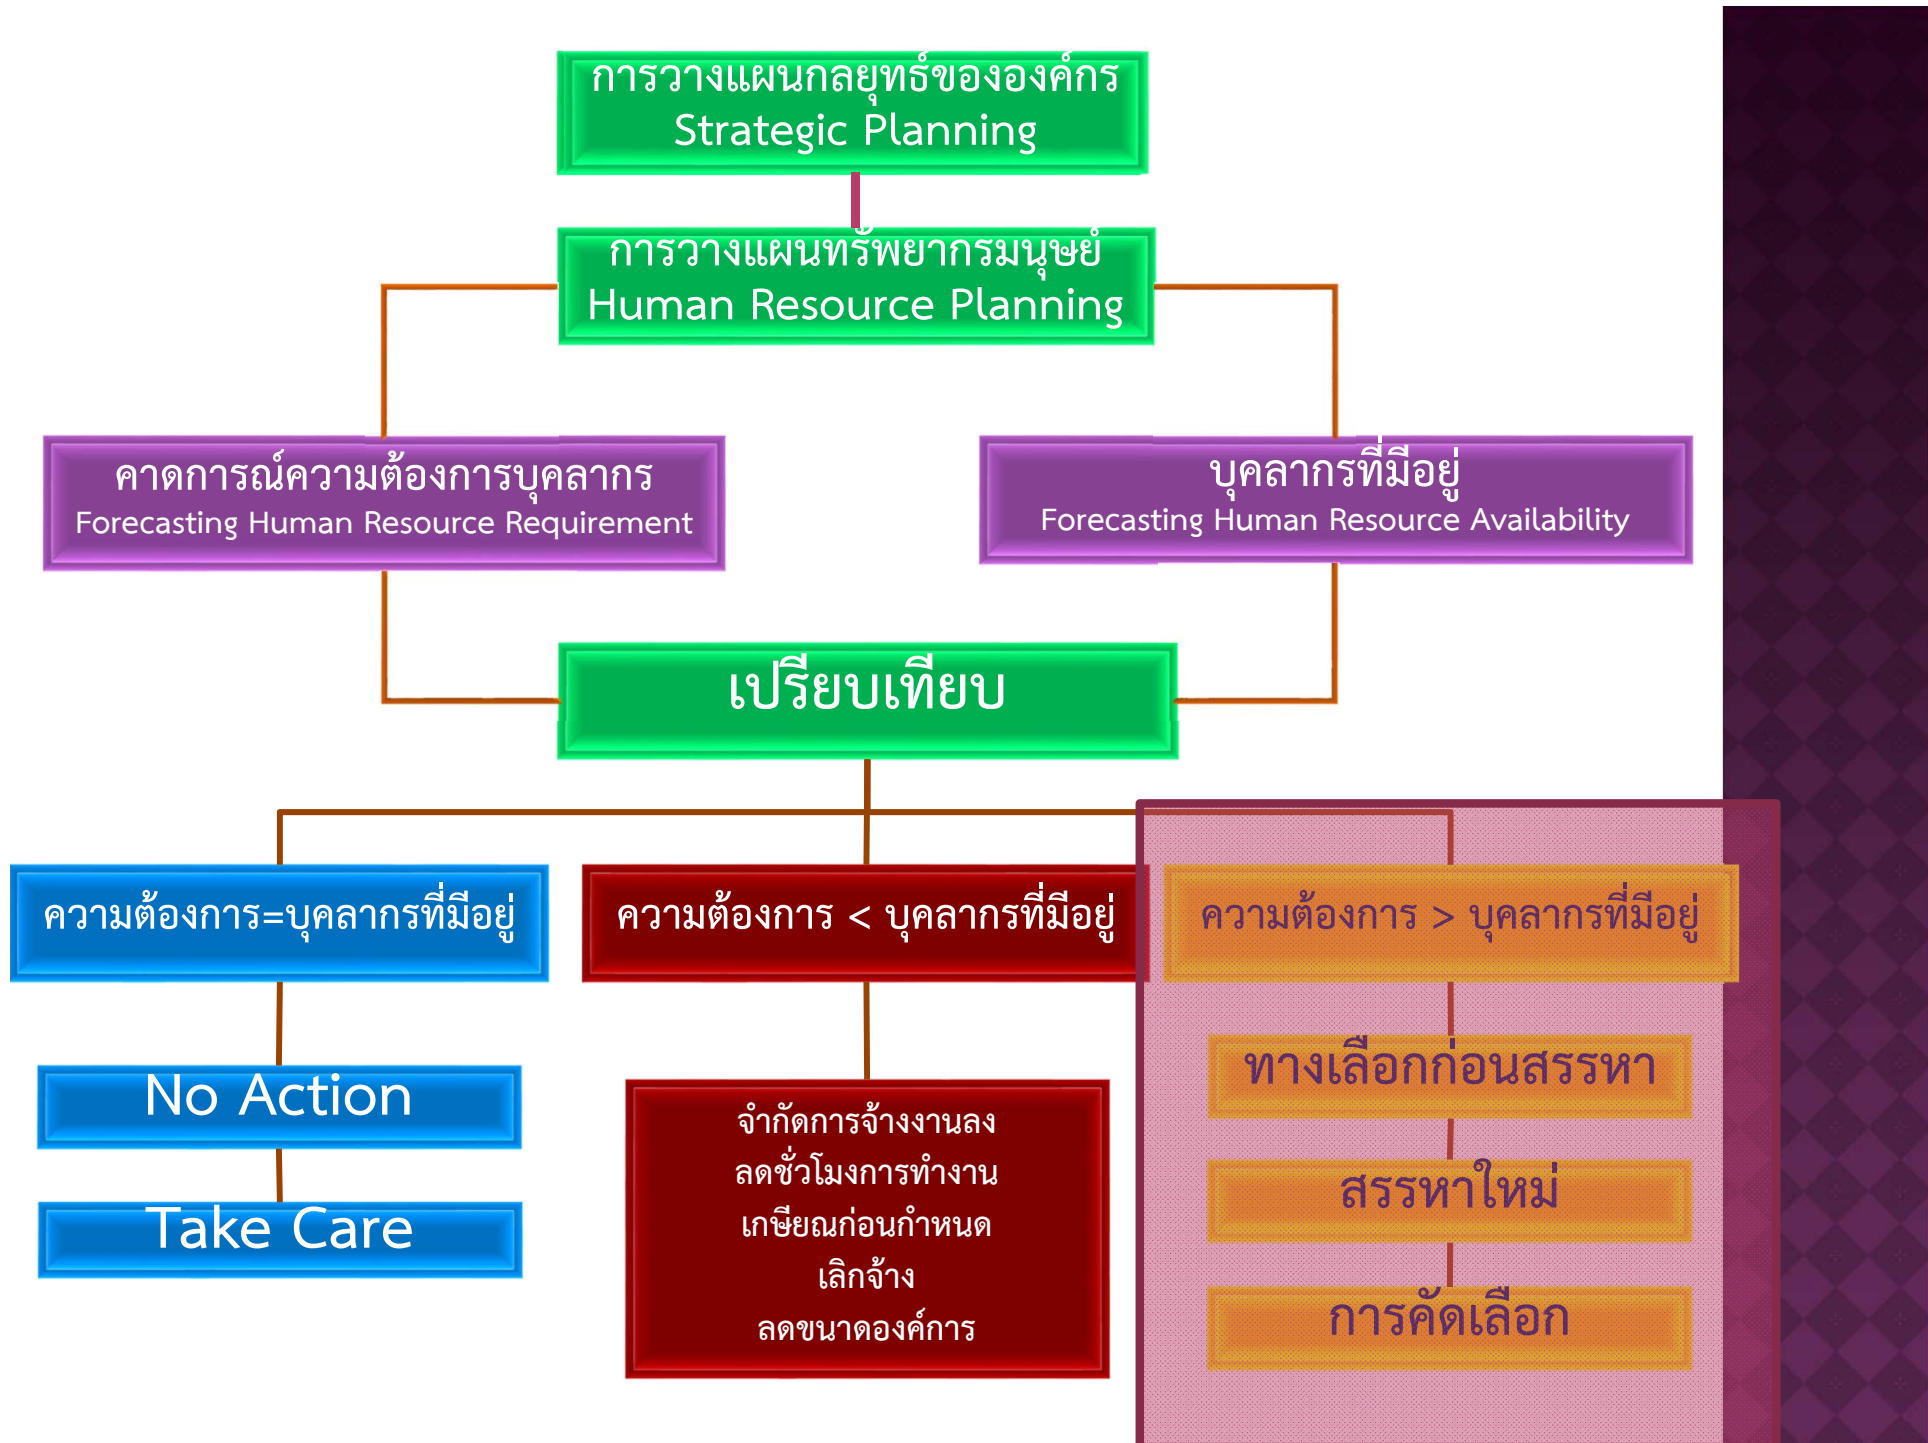 การวางแผนกลยุทธ์ขององค์กร
Strategic Planning
การวางแผนทรัพยากรมนุษย์
Human Resource Planning
คาดการณ์ความต้องการบุคลากร
Forecasting Human Resource Requirement
บุคลากรที่มีอยู่
Forecasting Human Resource Availability
เปรียบเทียบ
ความต้องการ=บุคลากรที่มีอยู่
ความต้องการ < บุคลากรที่มีอยู่
ความต้องการ > บุคลากรที่มีอยู่
No Action
Take Care
จำกัดการจ้างงานลง
ลดชั่วโมงการทำงาน
เกษียณก่อนกำหนด
เลิกจ้าง
ลดขนาดองค์การ
ทางเลือกก่อนสรรหา
สรรหาใหม่
การคัดเลือก